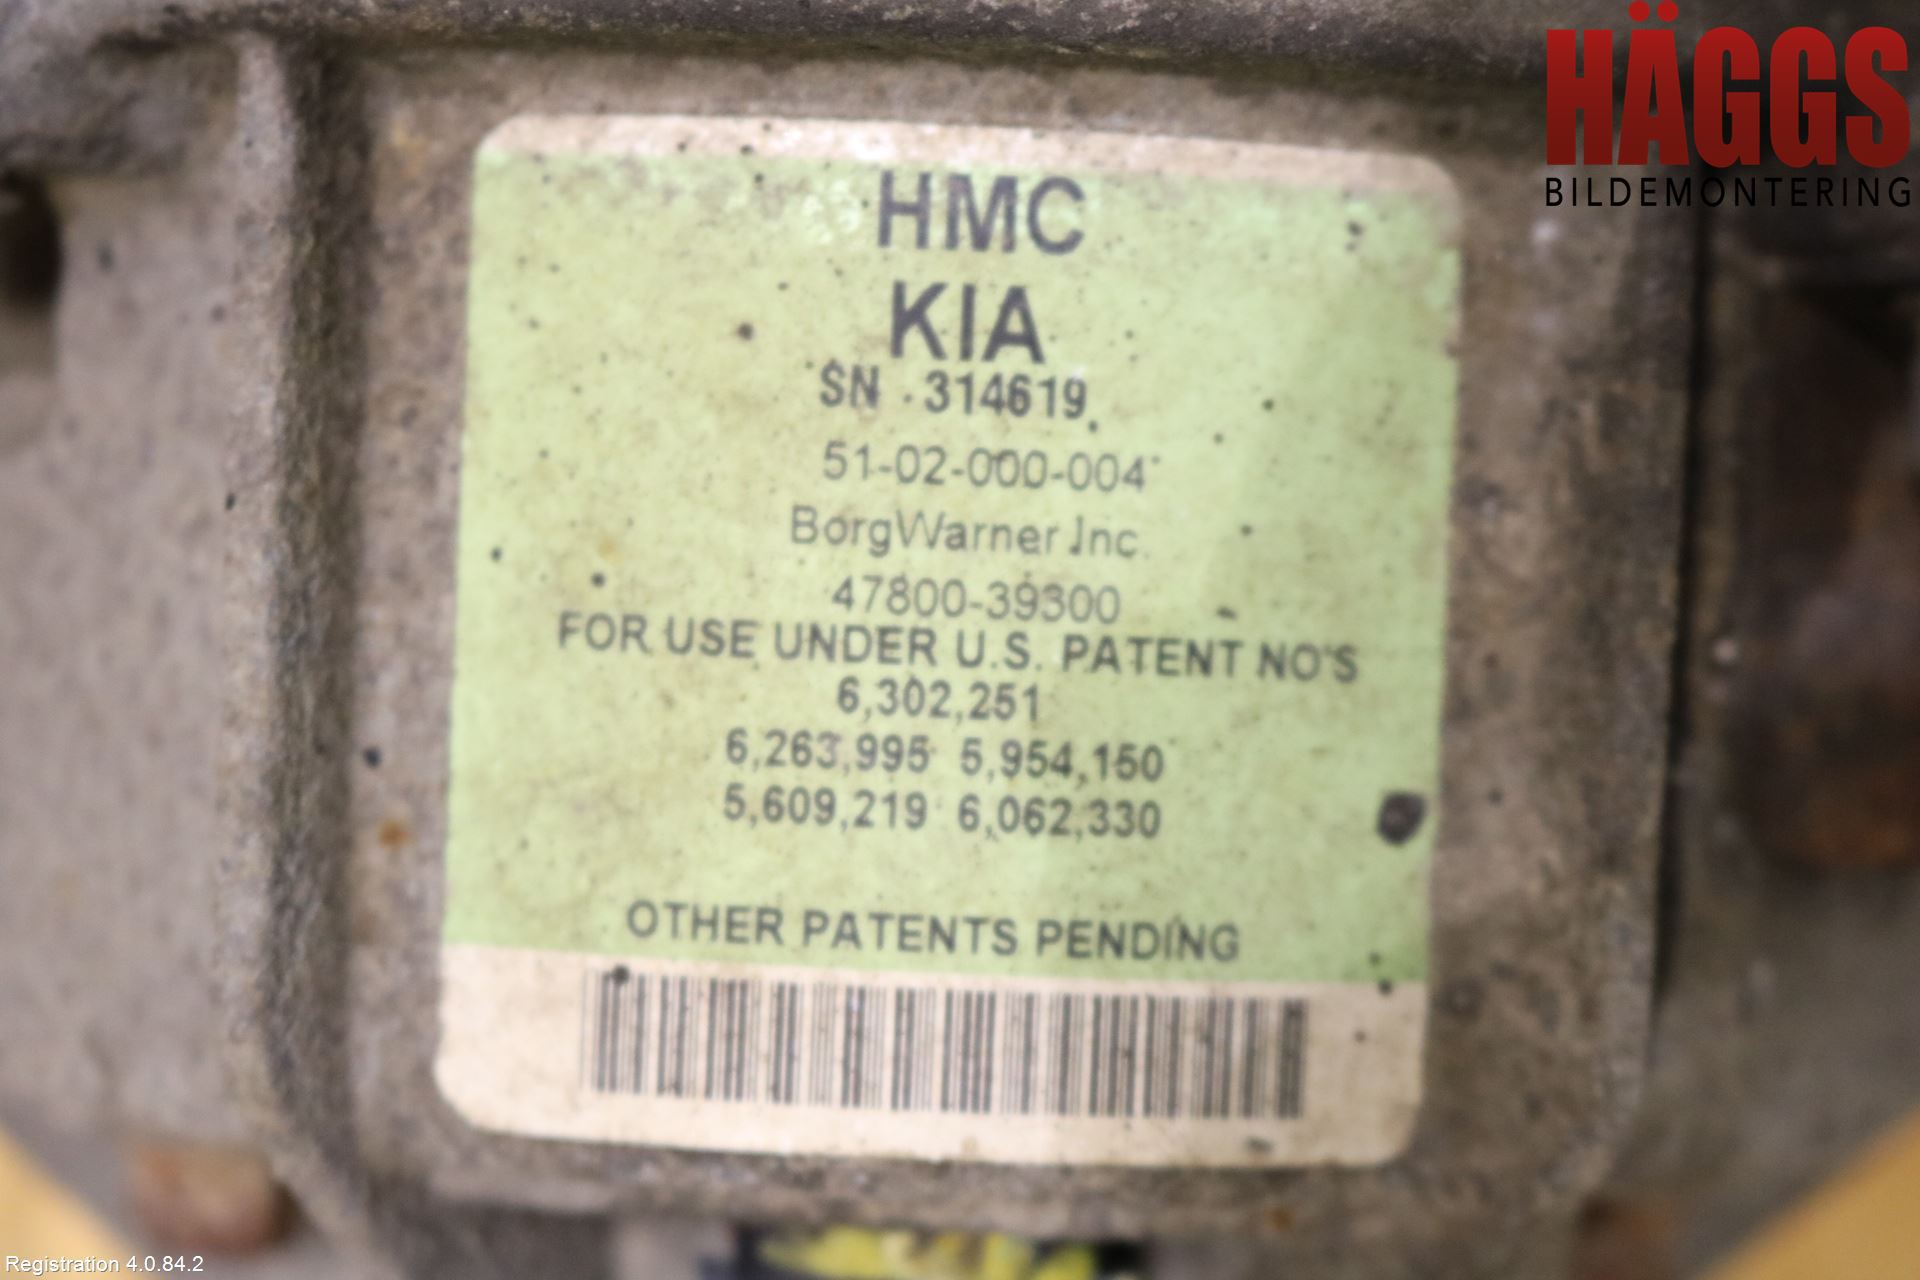 HÄGGS
BILDEMONTERING
HMC
KIA
SN 314619
51-02-000-004
BorgWarner Inc.
47800-39300
FOR USE UNDER U.S. PATENT NO'S
6,302,251
6,263,995 5,954,150
5,609,219 6,062,330
OTHER PATENTS PENDING
Registration 4.0.84.2